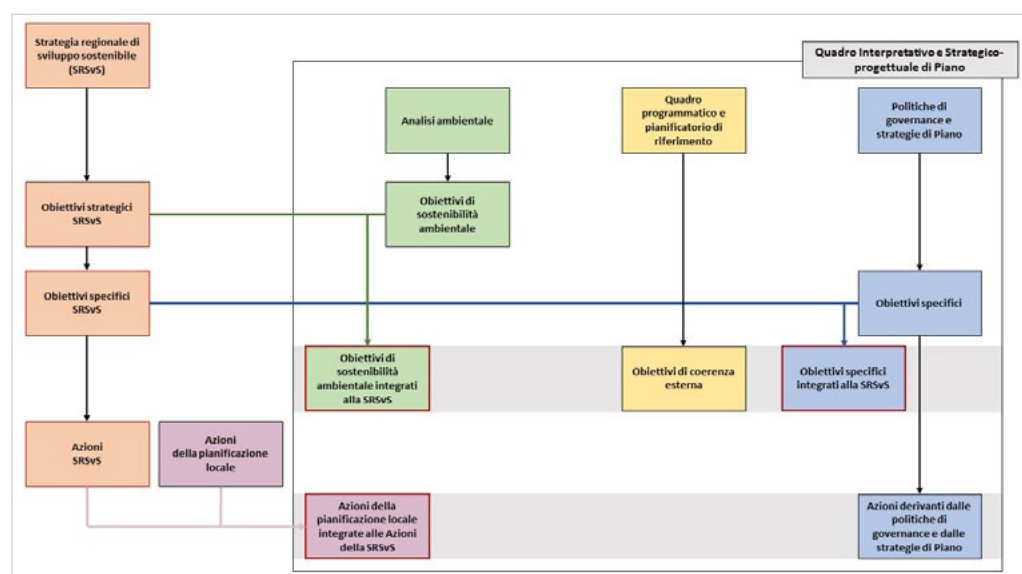 Strategia regionale di
sviluppo sostenibile
(SRSvS)
Quadro Interpretativo e Strategico-
progettuale di Piano
Analisi ambientale
Quadro
programmatico e
pianificatorio di
riferimento
Politiche di
governance e
strategie di Piano
Obiettivi strategici
SRSvS
Obiettivi di
sostenibilità
ambientale
Obiettivi specifici
SRSvS
Obiettivi specifici
Obiettivi di
sostenibilità
ambientale integrati
alla SRSvS
Obiettivi di coerenza
esterna
Obiettivi specifici
integrati alla SRSvS
Azioni
SRSvS
Azioni
della pianificazione
locale
Azioni della
pianificazione locale
integrate alle Azioni
della SRSvS
Azioni derivanti dalle
politiche di
governance e dalle
strategie di Piano